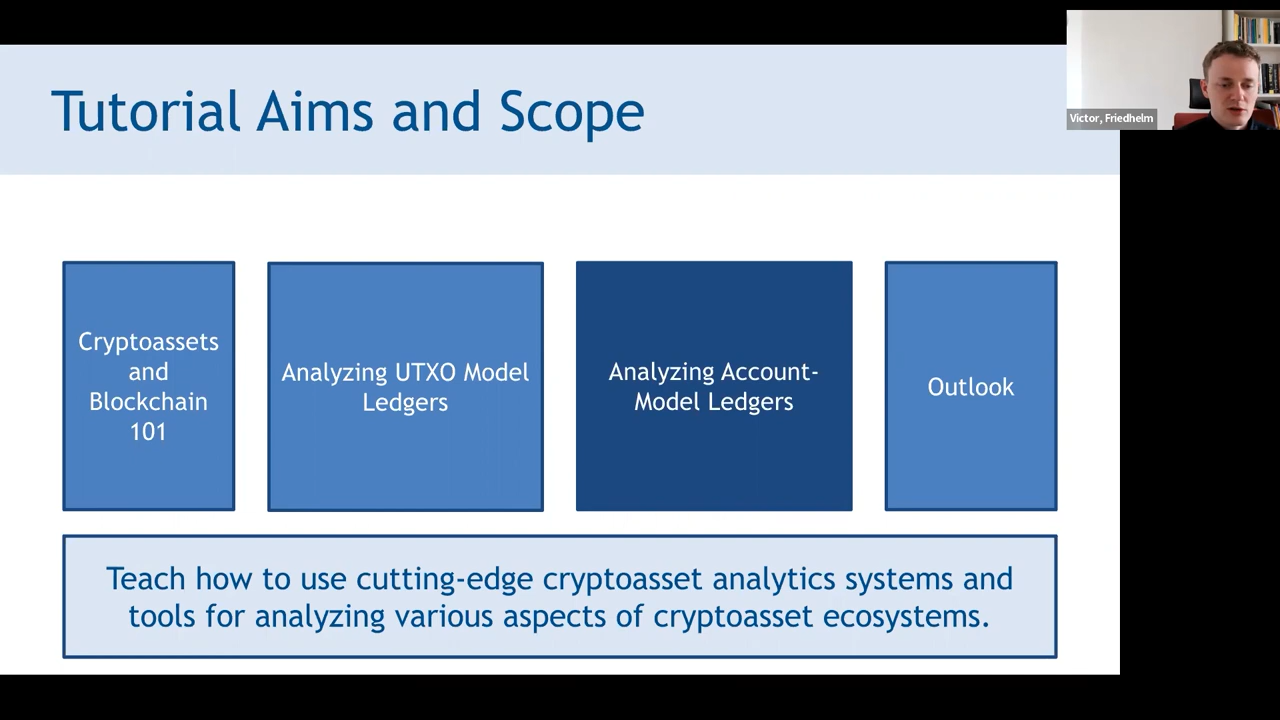 Tutorial Aims and Scope
Victor, Friedhelm
Cryptoassets
and
Blockchain
101
Analyzing UTXO Model
Ledgers
Analyzing Account-
Model Ledgers
Outlook
Teach how to use cutting-edge cryptoasset analytics systems and
tools for analyzing various aspects of cryptoasset ecosystems.